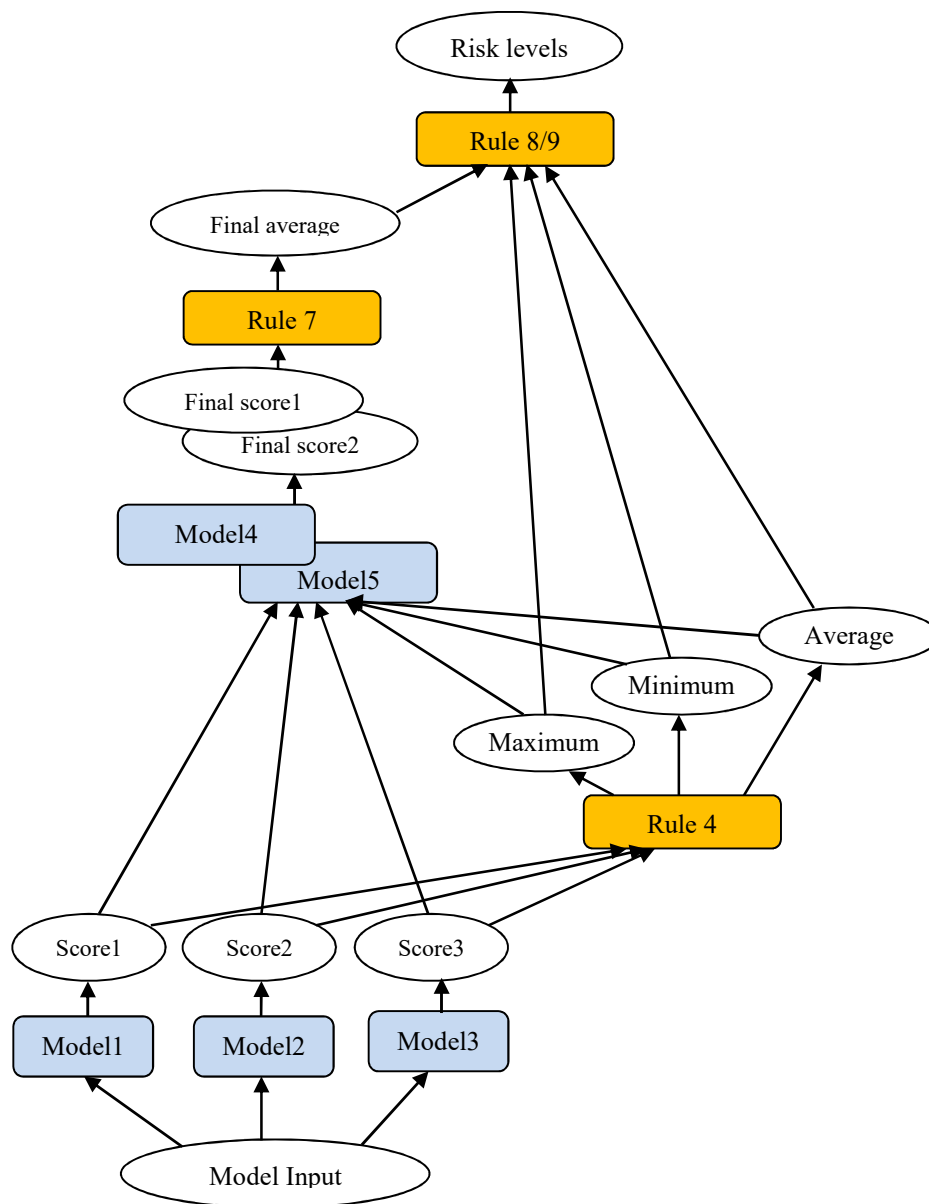 Risk levels
Rule 8/9
Final average
Rule 7
Final score1
Final score2
Model4
Model5
Average
Minimum
Maximum
Rule 4
Score1
Score2
Score3
Model1
Model2
Model3
Model Input